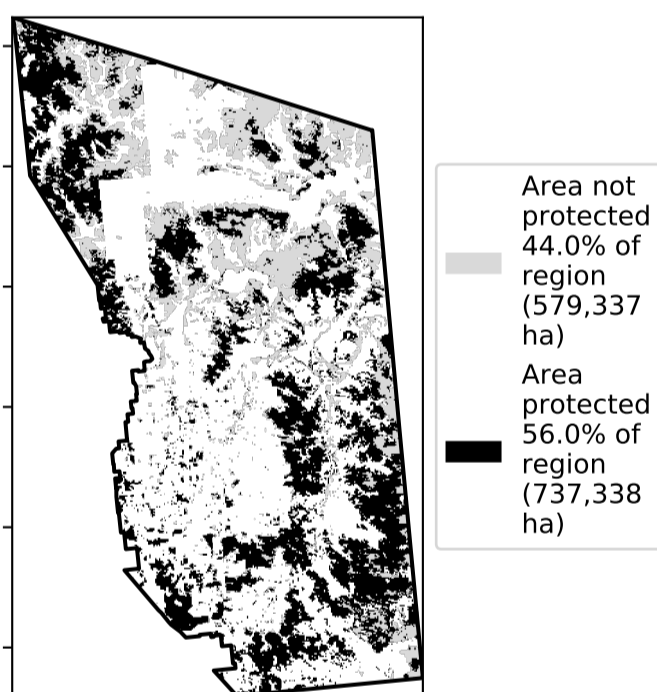 Area not
protected
44.0% of
region
(579,337
ha)
Area
protected
56.0% of
region
(737,338
ha)